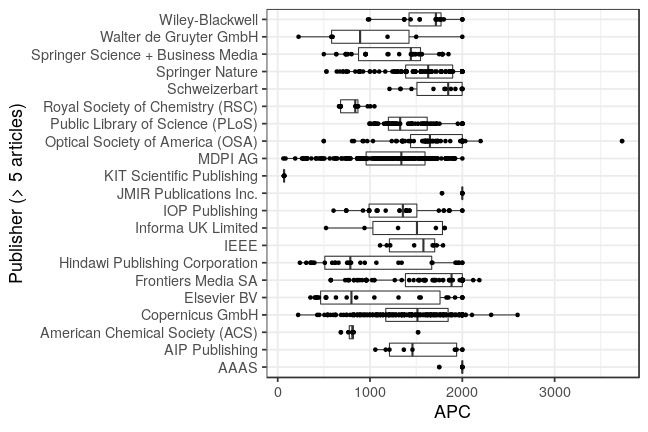 Publisher (> 5 articles)
Wiley-Blackwell
Walter de Gruyter GmbH
Springer Science + Business Media
Springer Nature
Schweizerbart
Royal Society of Chemistry (RSC)
Public Library of Science (PLoS)
Optical Society of America (OSA)
MDPI AG
KIT Scientific Publishing
JMIR Publications Inc.
IOP Publishing
Informa UK Limited
IEEE
Hindawi Publishing Corporation
Frontiers Media SA
Elsevier BV
Copernicus GmbH
American Chemical Society (ACS)
AIP Publishing
AAAS
0 1000 2000 3000
APC